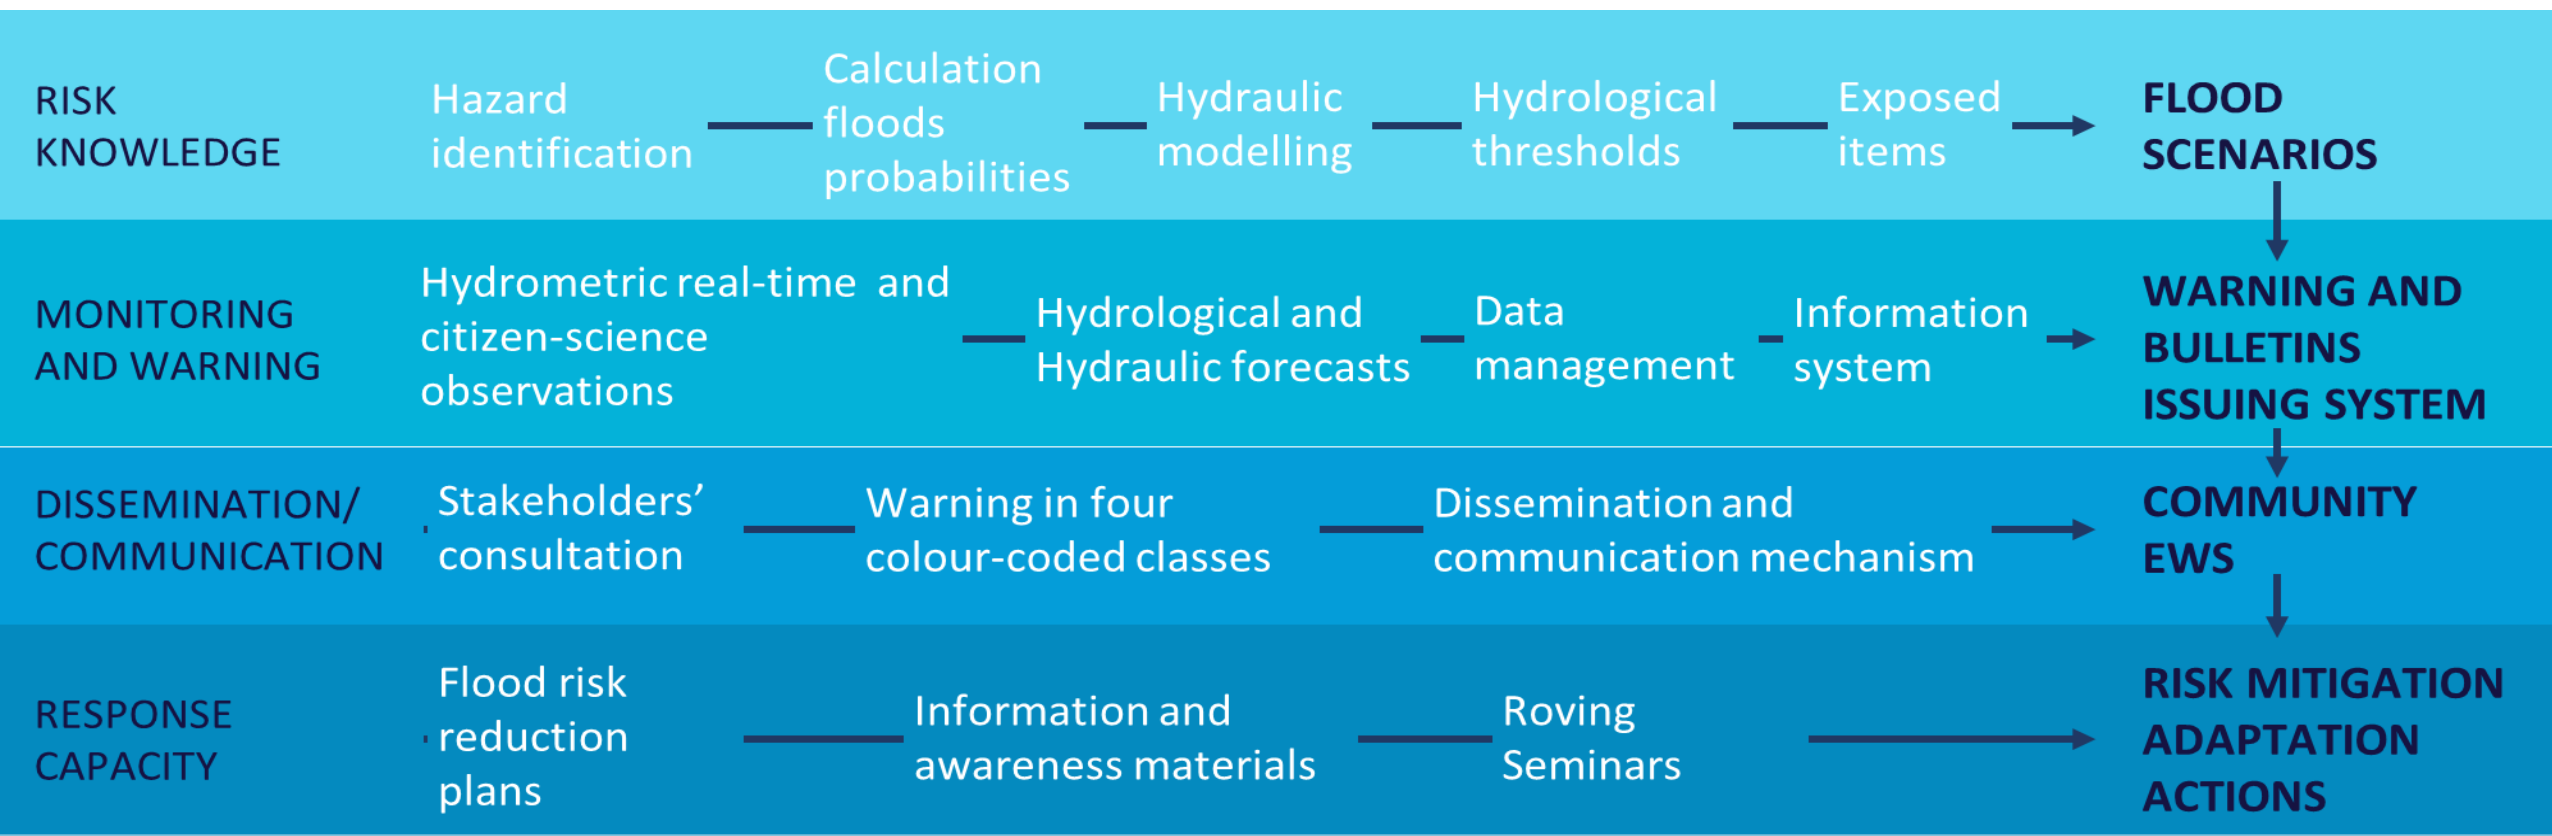 RISK
KNOWLEDGE
Hazard
identification
Calculation
floods
probabilities
Hydraulic
modelling
Hydrological
thresholds
Exposed
items
FLOOD
SCENARIOS
MONITORING
AND WARNING
Hydrometric real-time and
citizen-science
observations
Hydrological and
Hydraulic forecasts
Data
management
Information
system
WARNING AND
BULLETINS
ISSUING SYSTEM
DISSEMINATION/
COMMUNICATION
Stakeholders’
consultation
Warning in four
colour-coded classes
Dissemination and
communication mechanism
COMMUNITY
EWS
RESPONSE
CAPACITY
Flood risk
reduction
plans
Information and
awareness materials
Roving
Seminars
RISK MITIGATION
ADAPTATION
ACTIONS